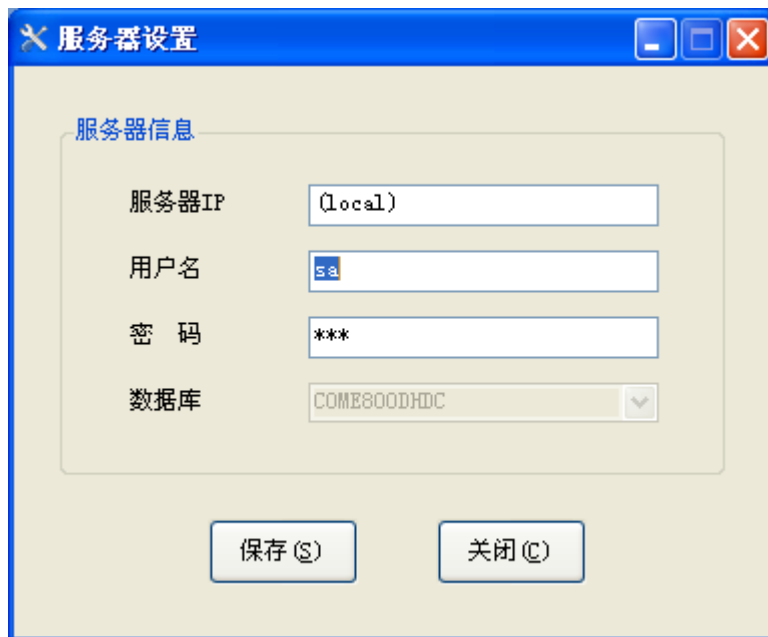 服务器设置
服务器信息
服务器IP (local)
用户名 sa
密 码 ***
数据库 COME800DHDC
保存(S) 关闭(C)